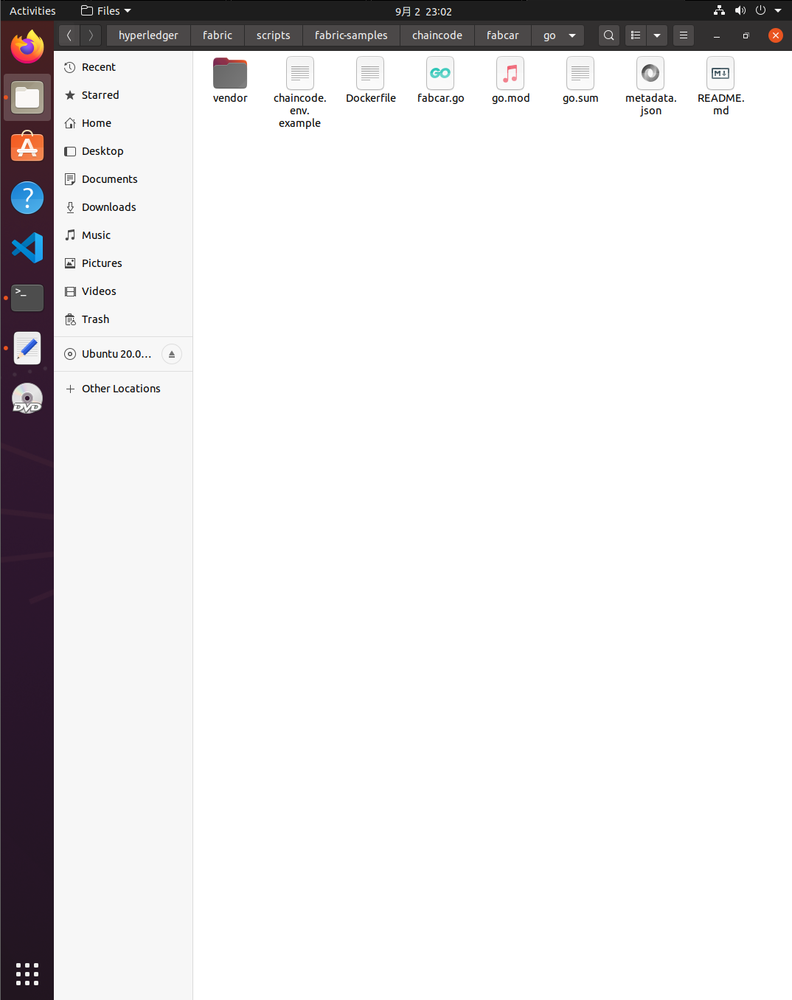 Activities
Files
9月 2 23:02
hyperledger
fabric
scripts
fabric-samples
chaincode
fabcar
go
Recent
Starred
Home
Desktop
Documents
Downloads
Music
Pictures
Videos
Trash
Ubuntu 20.0…
Other Locations
vendor
chaincode.
env.
example
Dockerfile
GO
fabcar.go
go.mod
go.sum
metadata.
json
M↓
README.
md
?
>_
DVD